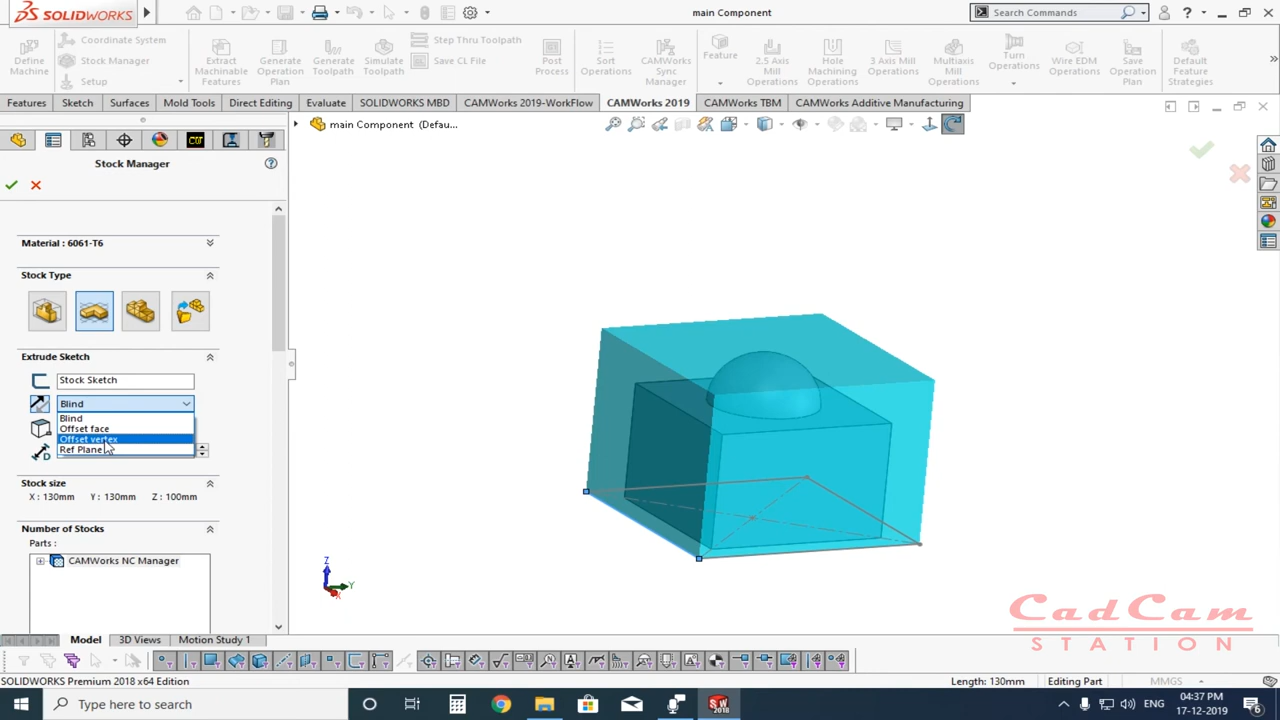 SOLIDWORKS
main Component
Search Commands
?
Define Machine
Coordinate System
Stock Manager
Setup
Extract Machinable Features
Generate Operation Plan
Generate Toolpath
Simulate Toolpath
Step Thru Toolpath
Save CL File
Post Process
Sort Operations
CAMWorks Sync Manager
Feature
2.5 Axis Mill Operations
Hole Machining Operations
3 Axis Mill Operations
Turn Operations
Multiaxis Mill Operations
Wire EDM Operations
Save Operation Plan
Default Feature Strategies
Features
Sketch
Surfaces
Mold Tools
Direct Editing
Evaluate
SOLIDWORKS MBD
CAMWorks 2019-WorkFlow
CAMWorks 2019
CAMWorks TBM
CAMWorks Additive Manufacturing
main Component (Defau...
Stock Manager
Material : 6061-T6
Stock Type
Extrude Sketch
Stock Sketch
Blind
Blind
Offset face
Offset vertex
Ref Plane
Stock size
X : 130mm Y : 130mm Z : 100mm
Number of Stocks
Parts :
CAMWorks NC Manager
Z
Y
X
CadCam
STATION
Model
3D Views
Motion Study 1
SOLIDWORKS Premium 2018 x64 Edition
Length: 130mm
Editing Part
MMGS
Type here to search
ENG
04:37 PM
17-12-2019
6